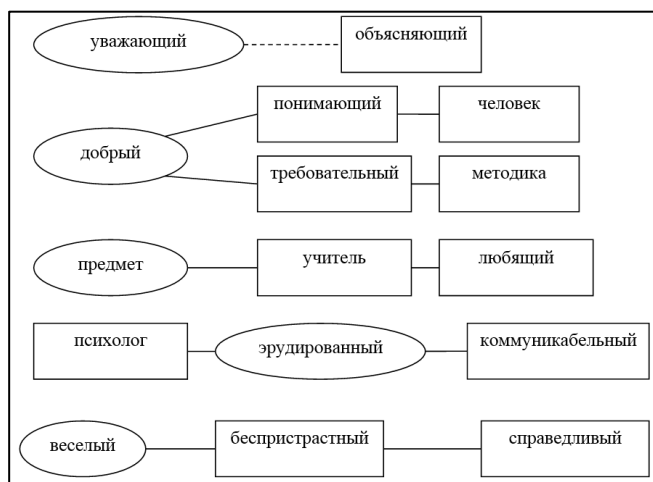 уважающий
объясняющий
понимающий
человек
добрый
требовательный
методика
предмет
учитель
любящий
психолог
эрудированный
коммуникабельный
веселый
беспристрастный
справедливый